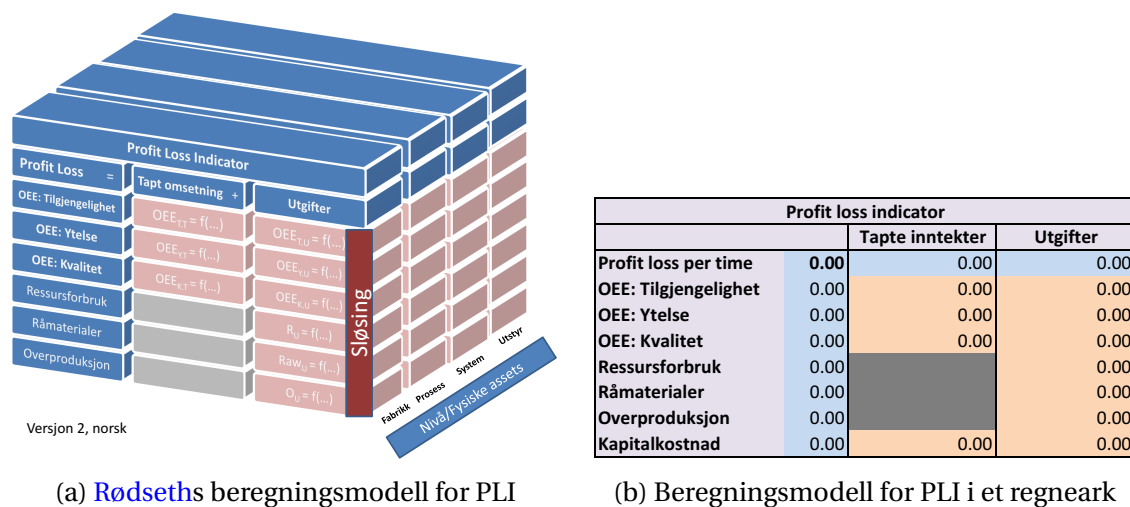 Profit Loss Indicator
Profit Loss = Tapt omsetning + Utgifter
OEE: Tilgjengelighet OEE_T,T = f(...) OEE_T,U = f(...)
OEE: Ytelse OEE_Y,T = f(...) OEE_Y,U = f(...)
OEE: Kvalitet OEE_K,T = f(...) OEE_K,U = f(...)
Ressursforbruk R_U = f(...)
Råmaterialer Raw_U = f(...)
Overproduksjon O_U = f(...)
Sløsing
Fabrikk Prosess System Utstyr
Nivå/Fysiske assets
Versjon 2, norsk
(a) Rødseths beregningsmodell for PLI
Profit loss indicator
Tapte inntekter Utgifter
Profit loss per time 0.00 0.00 0.00
OEE: Tilgjengelighet 0.00 0.00 0.00
OEE: Ytelse 0.00 0.00 0.00
OEE: Kvalitet 0.00 0.00 0.00
Ressursforbruk 0.00 0.00
Råmaterialer 0.00 0.00
Overproduksjon 0.00 0.00
Kapitalkostnad 0.00 0.00 0.00
(b) Beregningsmodell for PLI i et regneark